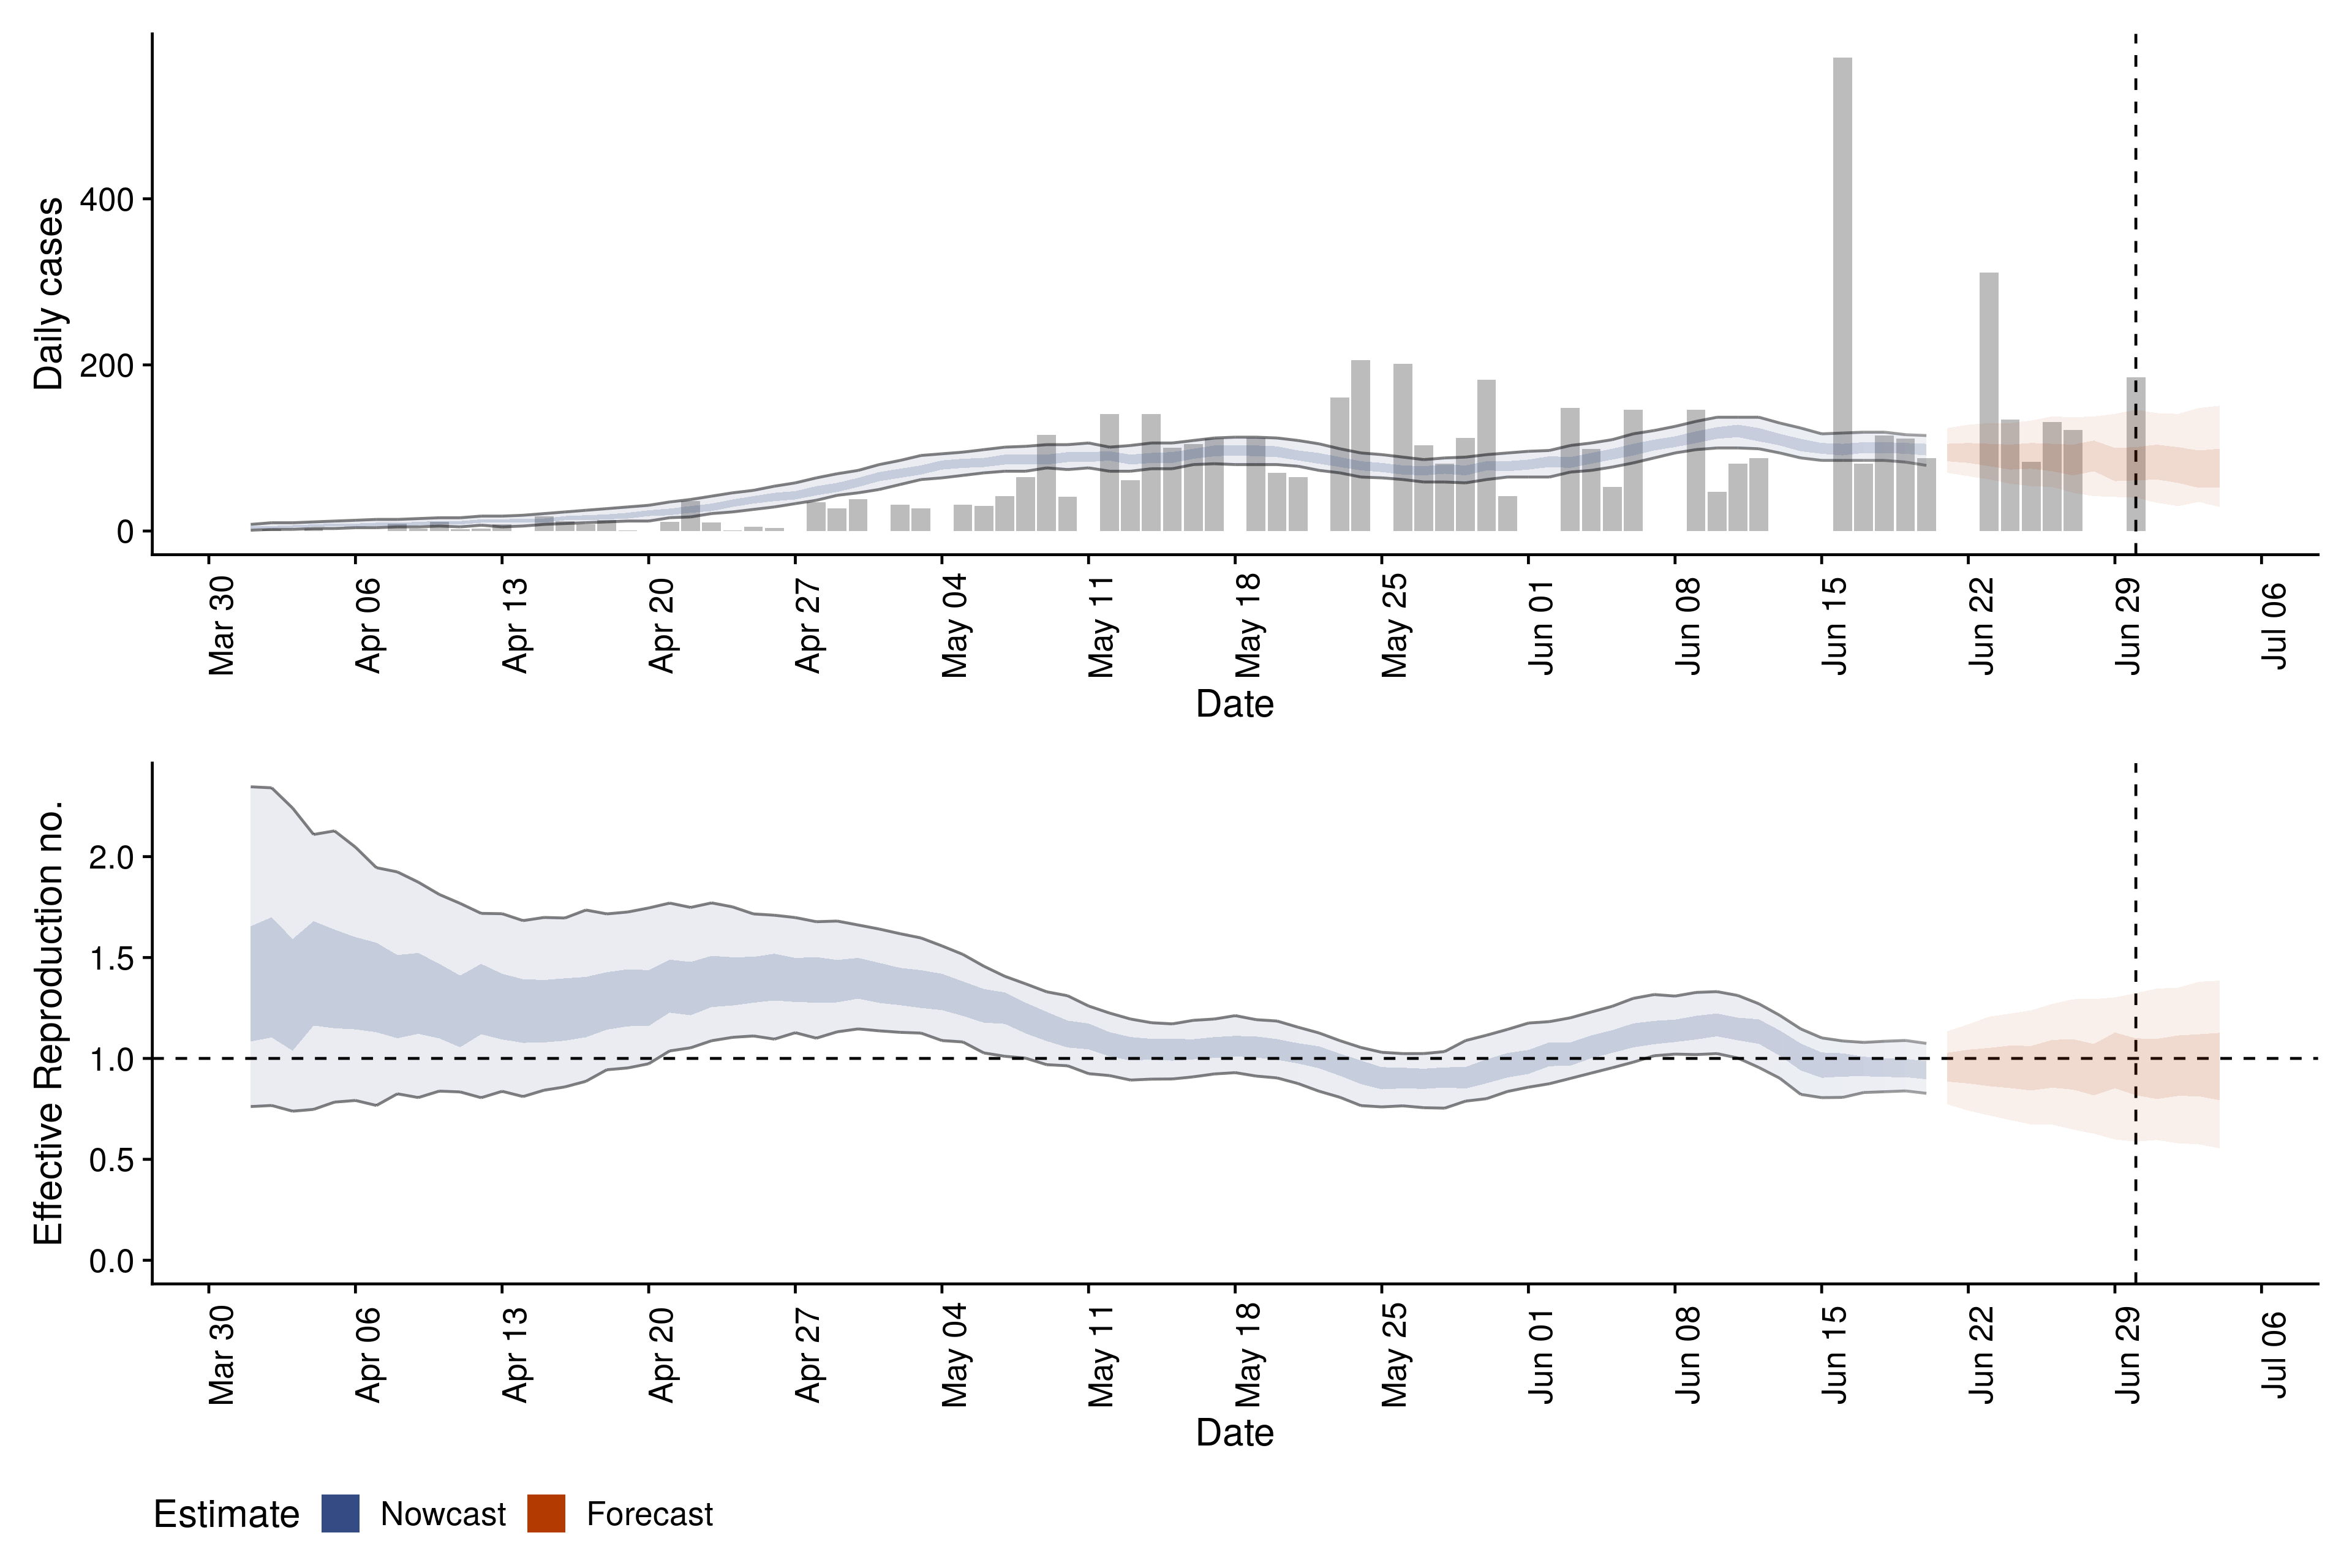 Daily cases
400
200
0
Mar 30 Apr 06 Apr 13 Apr 20 Apr 27 May 04 May 11 May 18 May 25 Jun 01 Jun 08 Jun 15 Jun 22 Jun 29 Jul 06
Date
Effective Reproduction no.
2.0
1.5
1.0
0.5
0.0
Mar 30 Apr 06 Apr 13 Apr 20 Apr 27 May 04 May 11 May 18 May 25 Jun 01 Jun 08 Jun 15 Jun 22 Jun 29 Jul 06
Date
Estimate Nowcast Forecast